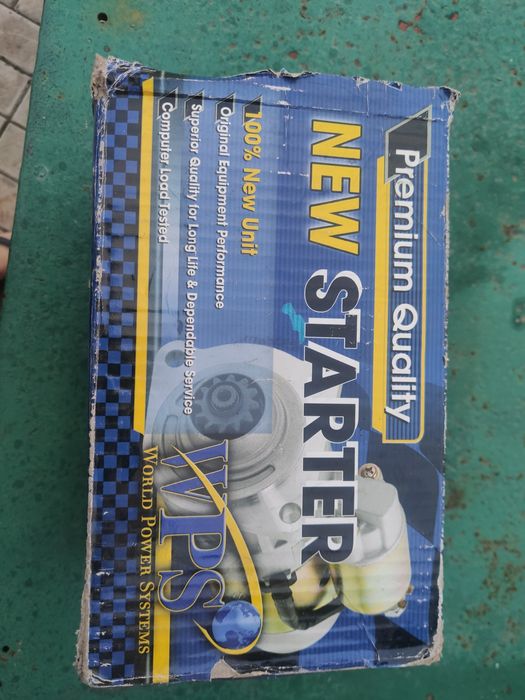 Premium Quality
NEW STARTER
100% New Unit
Original Equipment Performance
Superior Quality for Long Life & Dependable Service
Computer Load Tested
WPS
WORLD POWER SYSTEMS